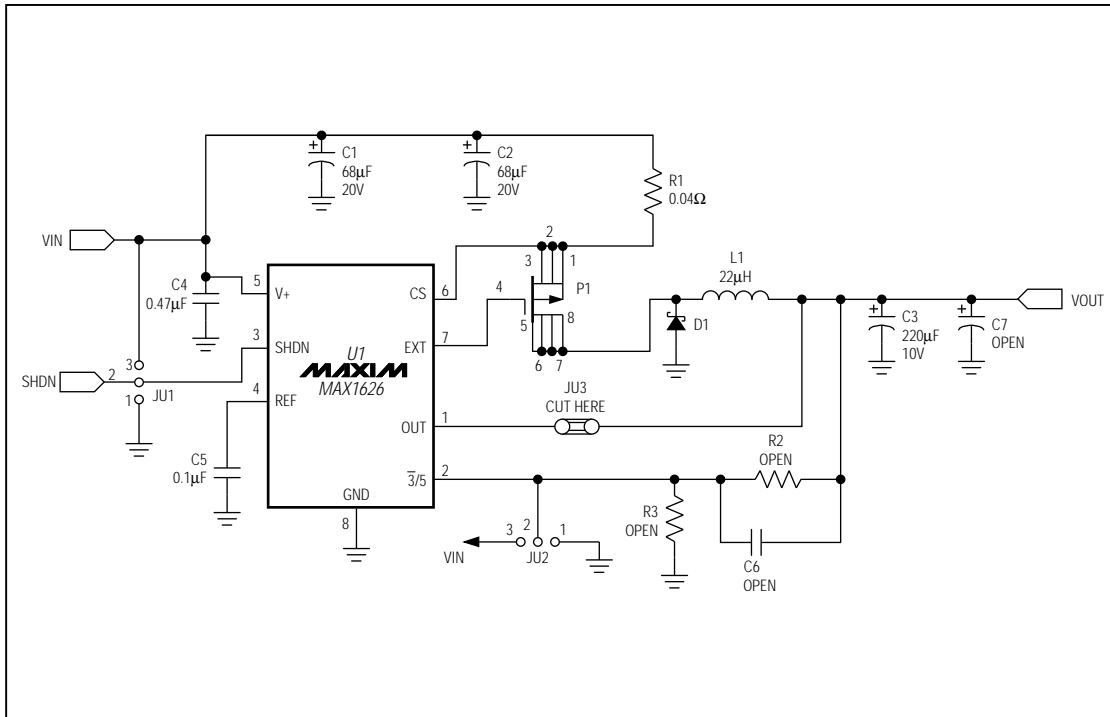 C1
68µF
20V
C2
68µF
20V
R1
0.04Ω
VIN
C4
0.47µF
5
V+
CS
6
2
3
1
4
P1
5
8
6
7
L1
22µH
D1
VOUT
C3
220µF
10V
C7
OPEN
3
SHDN
EXT
7
U1
MAXIM
MAX1626
SHDN
3
2
1
JU1
4
REF
JU3
CUT HERE
OUT
1
C5
0.1µF
3̅/5
2
R2
OPEN
GND
8
R3
OPEN
VIN
3
2
1
JU2
C6
OPEN